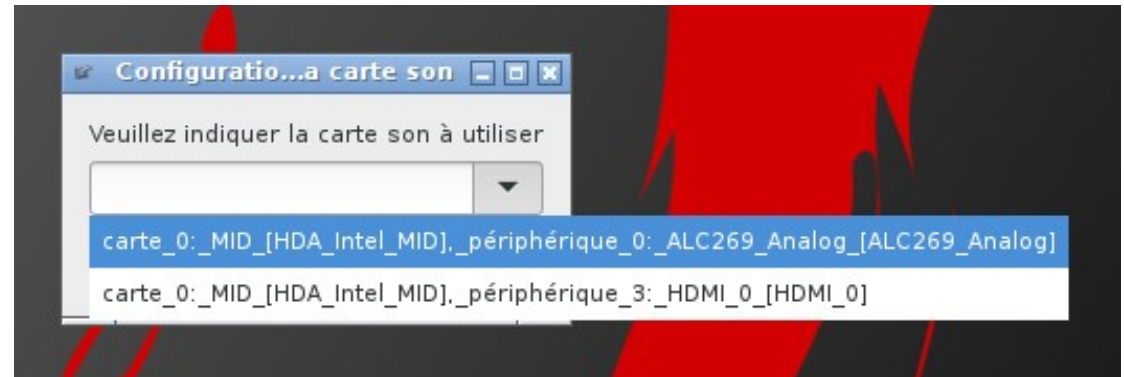 Configuratio...a carte son
Veuillez indiquer la carte son à utiliser
carte_0:_MID_[HDA_Intel_MID],_périphérique_0:_ALC269_Analog_[ALC269_Analog]
carte_0:_MID_[HDA_Intel_MID],_périphérique_3:_HDMI_0_[HDMI_0]